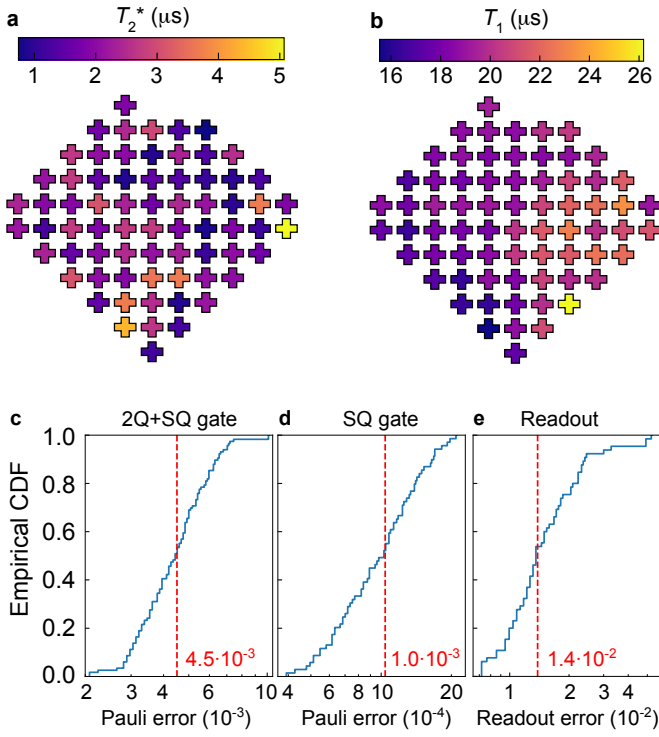 a
T₂* (μs)
1 2 3 4 5
b
T₁ (μs)
16 18 20 22 24 26
c 2Q+SQ gate
d SQ gate
e Readout
Empirical CDF
1.0
0.8
0.6
0.4
0.2
0.0
4.5·10⁻³
1.0·10⁻³
1.4·10⁻²
2 3 4 6 10
4 6 10 20
1 2 4
Pauli error (10⁻³)
Pauli error (10⁻⁴)
Readout error (10⁻²)